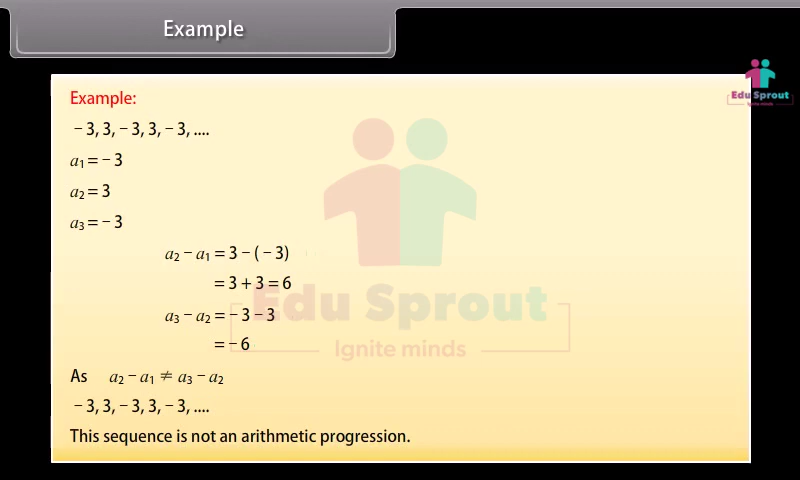 Example
Edu Sprout
Ignite minds
Example:
– 3, 3, – 3, 3, – 3, ....
a₁ = – 3
a₂ = 3
a₃ = – 3
a₂ – a₁ = 3 – ( – 3)
= 3 + 3 = 6
a₃ – a₂ = – 3 – 3
= – 6
Edu Sprout
Ignite minds
As a₂ – a₁ ≠ a₃ – a₂
– 3, 3, – 3, 3, – 3, ....
This sequence is not an arithmetic progression.